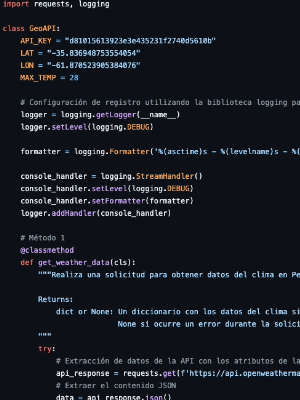 import requests, logging
class GeoAPI:
API_KEY = "d81015613923e3e435231f2740d5610b"
LAT = "-35.836948753554054"
LON = "-61.870523905384076"
MAX_TEMP = 28
# Configuración de registro utilizando la biblioteca logging pa
logger = logging.getLogger(__name__)
logger.setLevel(logging.DEBUG)
formatter = logging.Formatter('%(asctime)s - %(levelname)s - %(
console_handler = logging.StreamHandler()
console_handler.setLevel(logging.DEBUG)
console_handler.setFormatter(formatter)
logger.addHandler(console_handler)
# Método 1
@classmethod
def get_weather_data(cls):
"""Realiza una solicitud para obtener datos del clima en Pe
Returns:
dict or None: Un diccionario con los datos del clima si
None si ocurre un error durante la solici
"""
try:
# Extracción de datos de la API con los atributos de la
api_response = requests.get(f'https://api.openweatherma
# Extraer el contenido JSON
data = api_response.json()